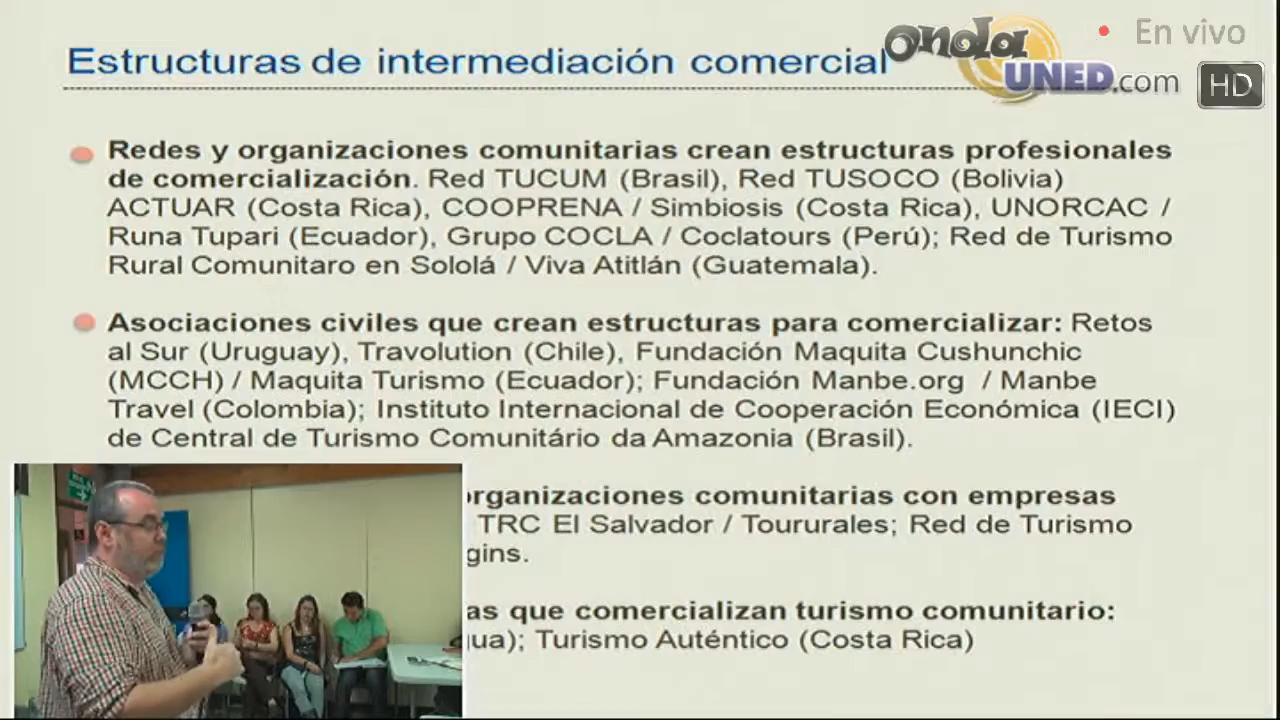 Estructuras de intermediación comercial
onda
UNED.com
En vivo
HD
Redes y organizaciones comunitarias crean estructuras profesionales
de comercialización. Red TUCUM (Brasil), Red TUSOCO (Bolivia)
ACTUAR (Costa Rica), COOPRENA / Simbiosis (Costa Rica), UNORCAC /
Runa Tupari (Ecuador), Grupo COCLA / Coclatours (Perú); Red de Turismo
Rural Comunitaro en Sololá / Viva Atitlán (Guatemala).
Asociaciones civiles que crean estructuras para comercializar: Retos
al Sur (Uruguay), Travolution (Chile), Fundación Maquita Cushunchic
(MCCH) / Maquita Turismo (Ecuador); Fundación Manbe.org / Manbe
Travel (Colombia); Instituto Internacional de Cooperación Económica (IECI)
de Central de Turismo Comunitário da Amazonia (Brasil).
organizaciones comunitarias con empresas
TRC El Salvador / Toururales; Red de Turismo
gins.
as que comercializan turismo comunitario:
gua); Turismo Auténtico (Costa Rica)